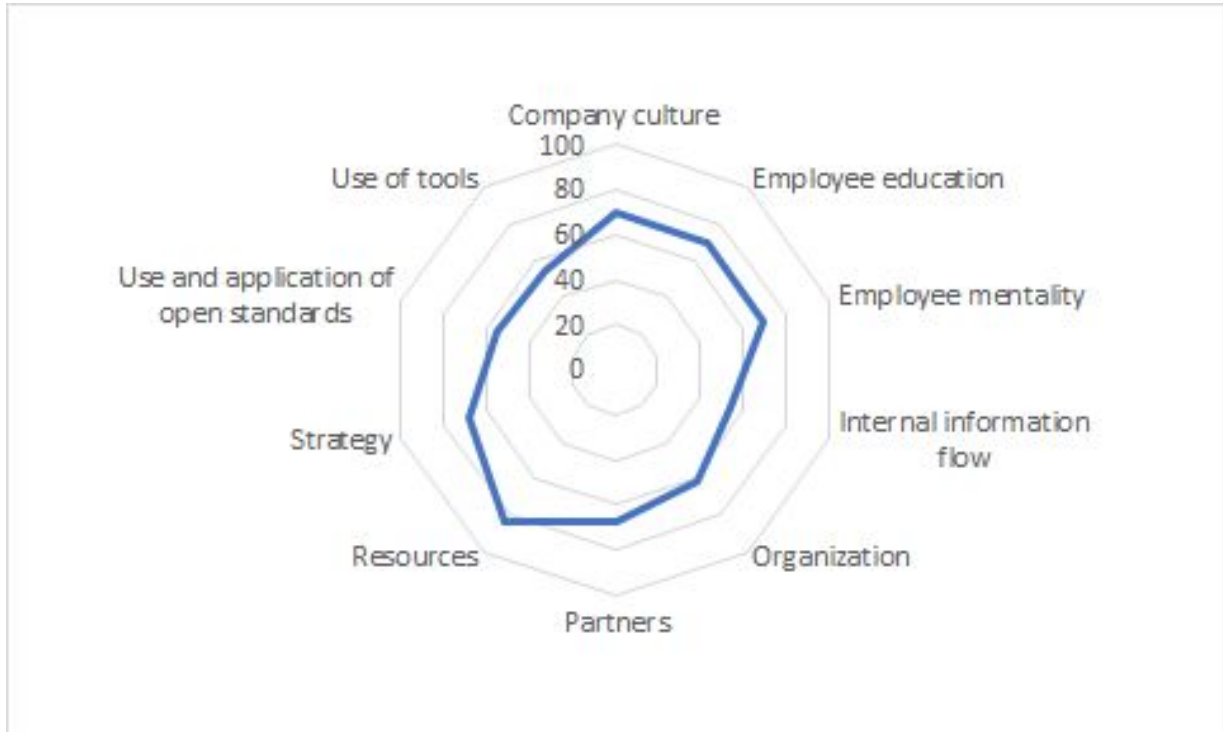 Company culture
100
Use of tools
Employee education
80
60
Use and application of
open standards
Employee mentality
40
20
0
Strategy
Internal information
flow
Resources
Organization
Partners